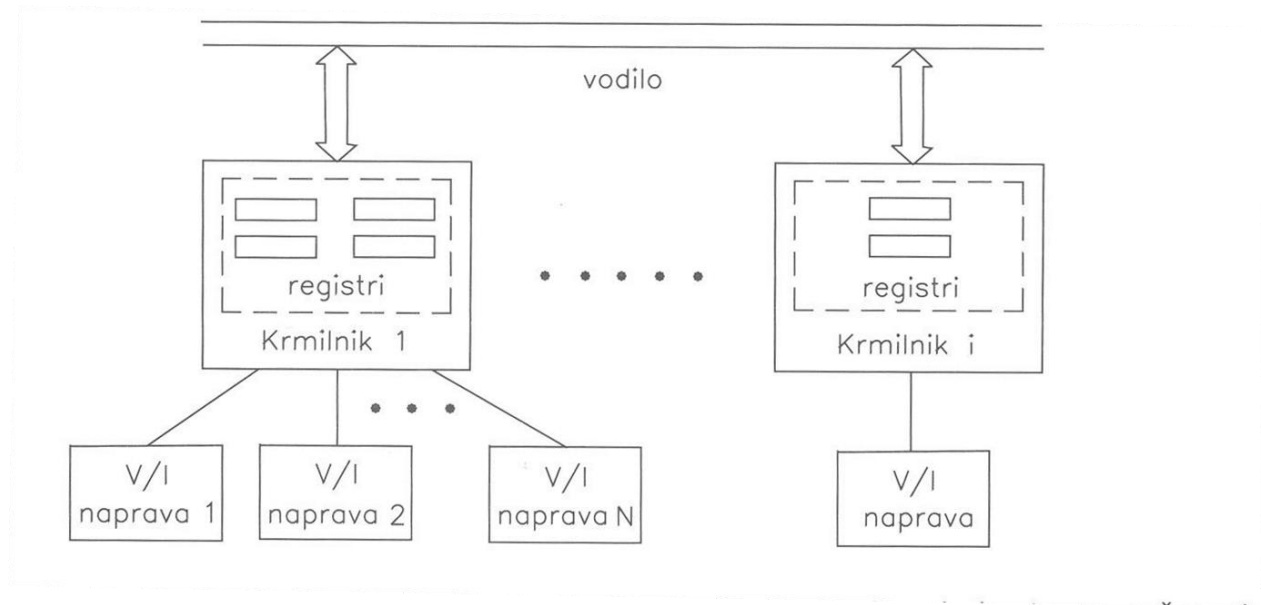 vodilo
registri
Krmilnik 1
registri
Krmilnik i
V/I
naprava 1
V/I
naprava 2
V/I
naprava N
V/I
naprava